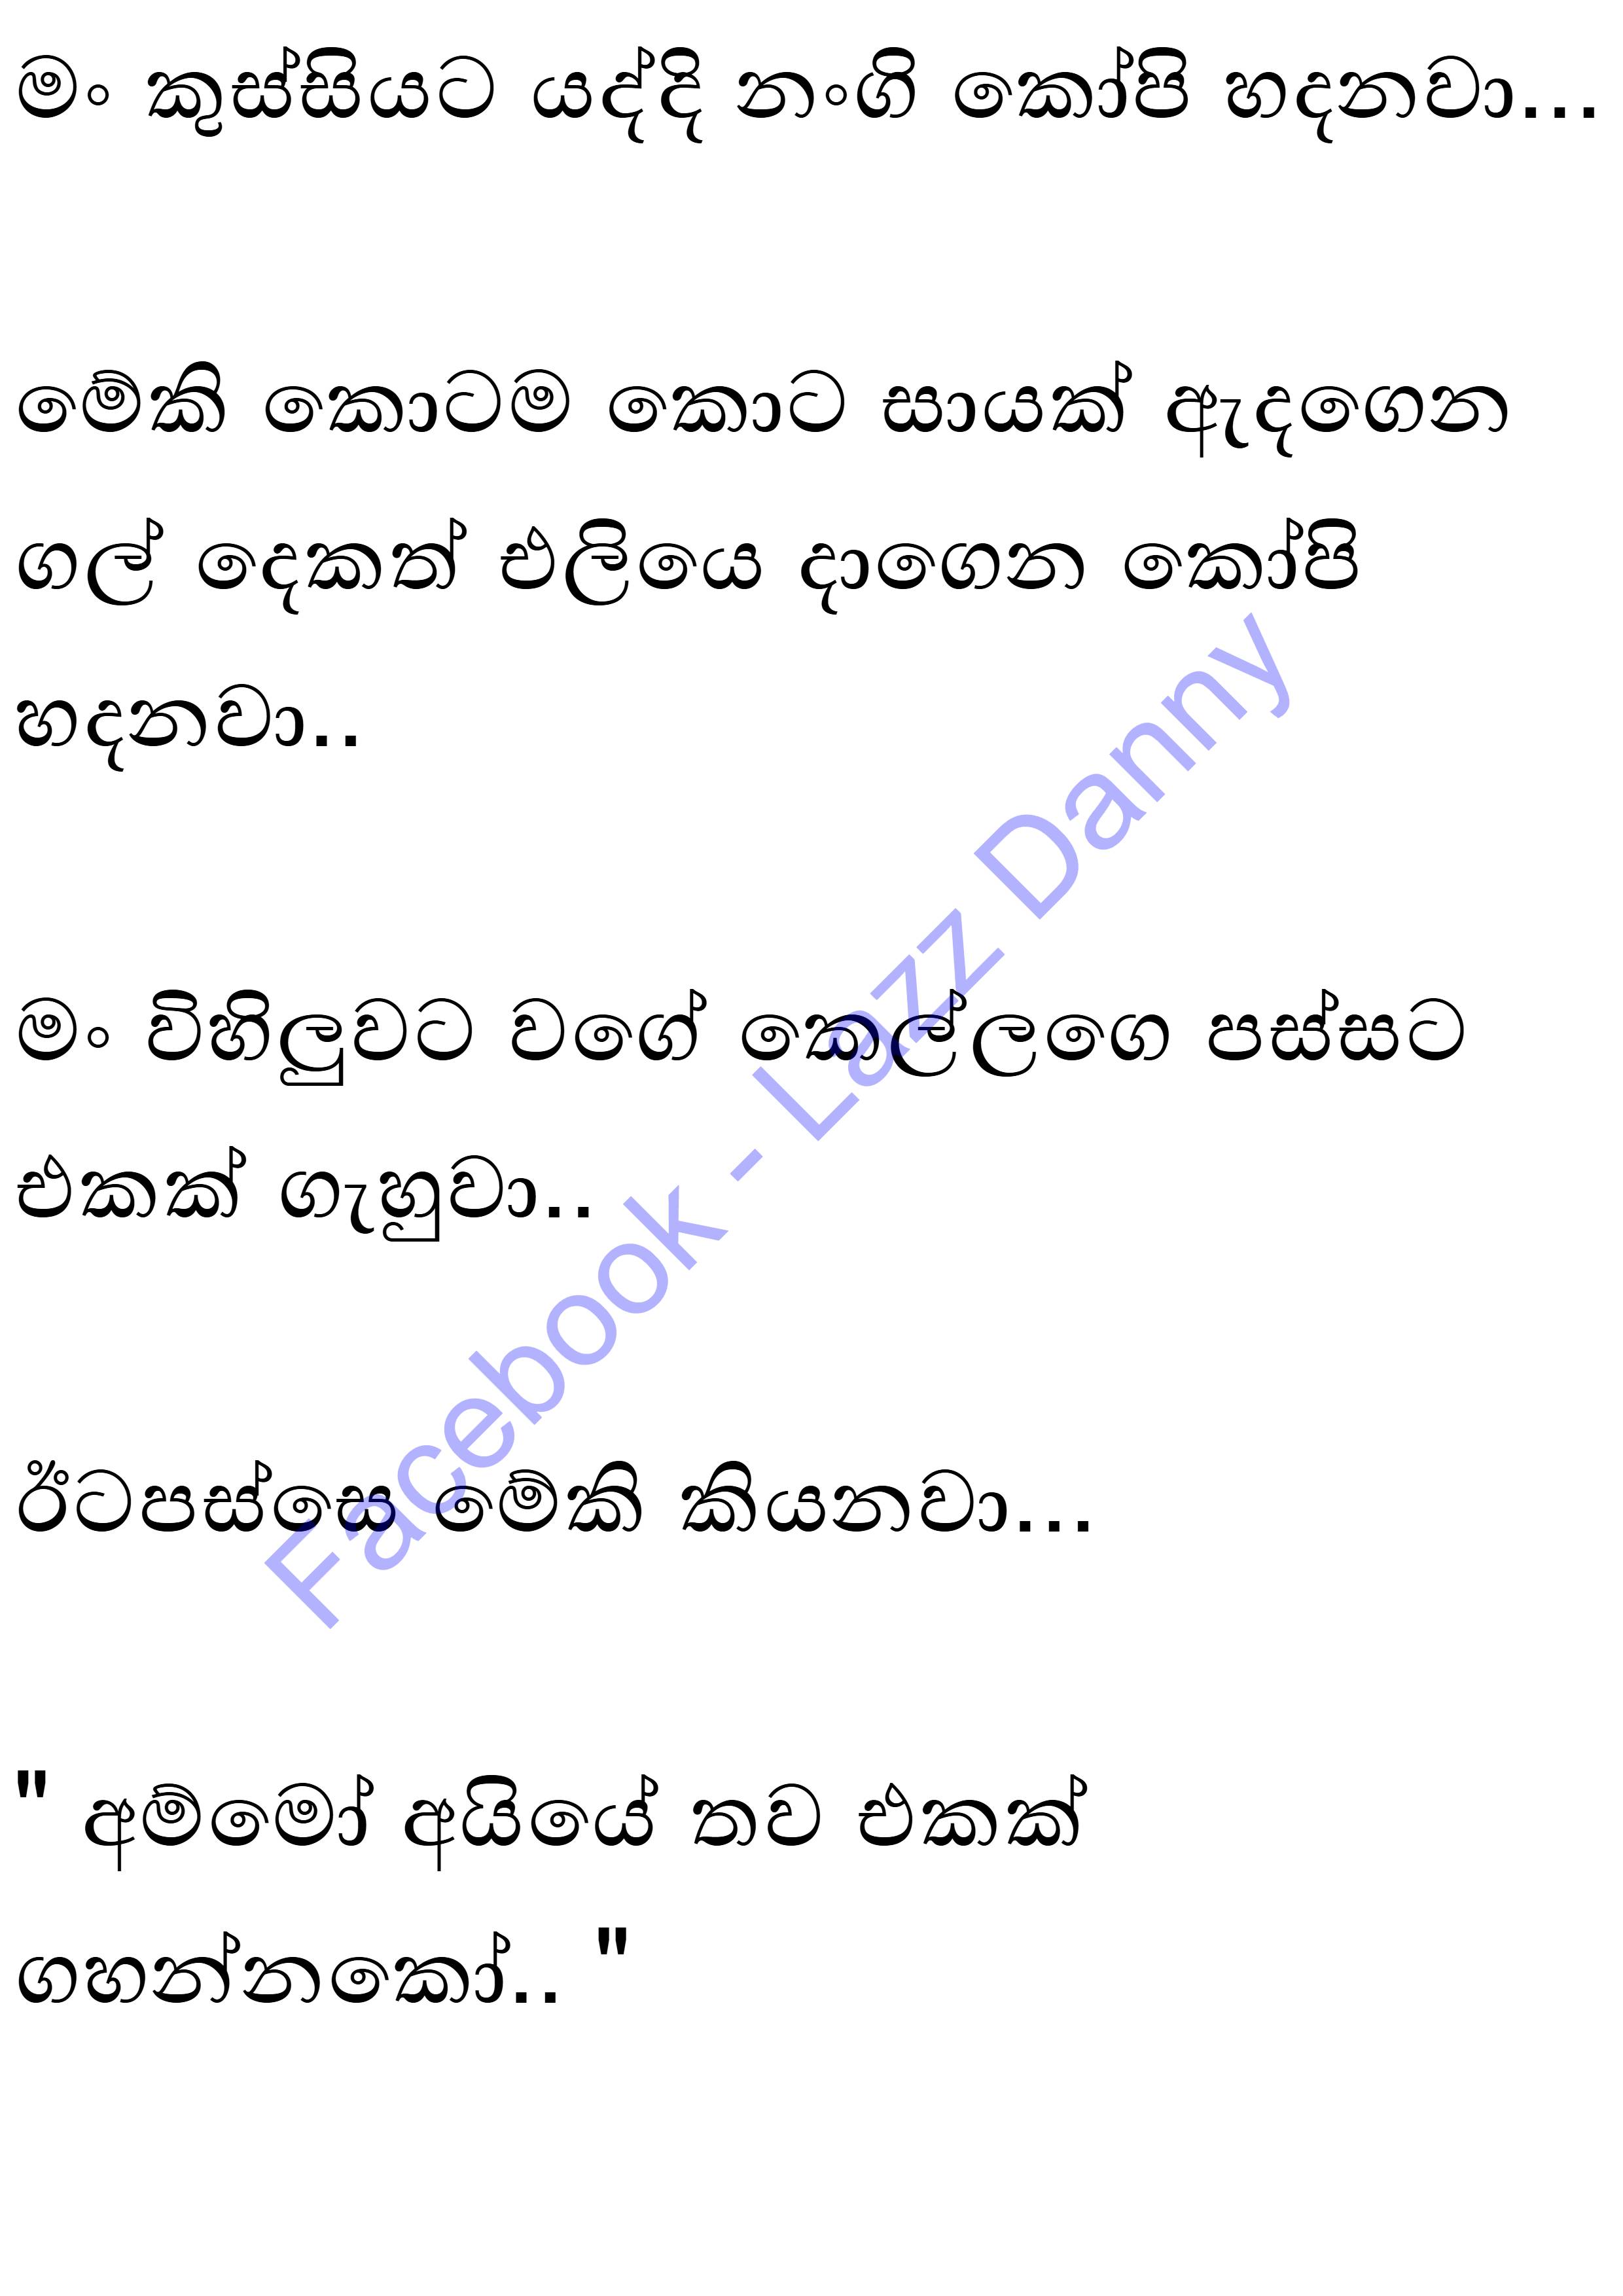 මං කුස්සියට යද්දි නංගි කෝපි හදනවා...
මේකි කොටම කොට සායක් ඇදගෙන
ගල් දෙකත් එලියෙ දාගෙන කෝපි
හදනවා..
මං විහිලුවට වගේ කෙල්ලගෙ පස්සට
එකක් ගැහුවා..
ඊටපස්සෙ මේකි කියනවා...
" අම්මෝ අයියේ තව එකක්
ගහන්නකෝ.. "
Facebook - Lazz Danny